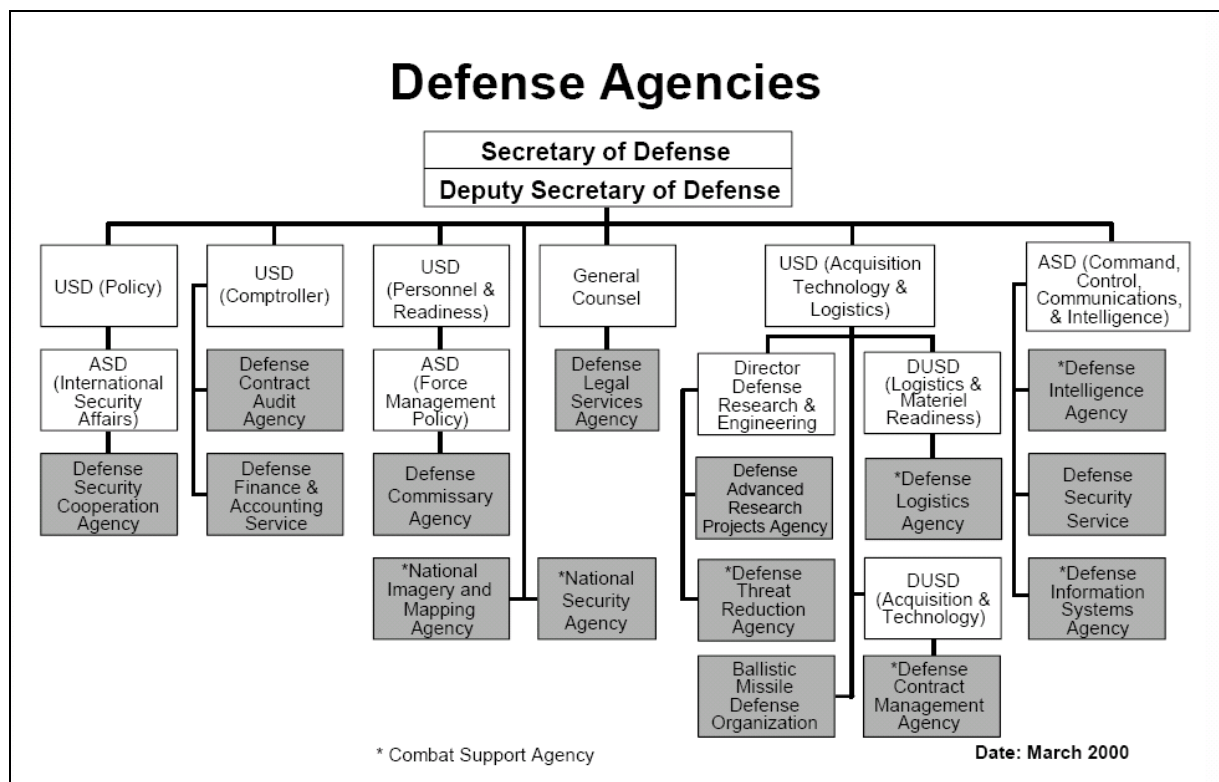 Defense Agencies
Secretary of Defense
Deputy Secretary of Defense
USD (Policy)
USD
(Comptroller)
USD
(Personnel &
Readiness)
General
Counsel
USD (Acquisition
Technology &
Logistics)
ASD (Command,
Control,
Communications,
& Intelligence)
ASD
(International
Security
Affairs)
Defense
Contract
Audit
Agency
ASD
(Force
Management
Policy)
Defense
Legal
Services
Agency
Director
Defense
Research &
Engineering
DUSD
(Logistics &
Materiel
Readiness)
*Defense
Intelligence
Agency
Defense
Security
Cooperation
Agency
Defense
Finance &
Accounting
Service
Defense
Commissary
Agency
Defense
Advanced
Research
Projects Agency
*Defense
Logistics
Agency
Defense
Security
Service
*National
Imagery and
Mapping
Agency
*National
Security
Agency
*Defense
Threat
Reduction
Agency
DUSD
(Acquisition &
Technology)
*Defense
Information
Systems
Agency
Ballistic
Missile
Defense
Organization
*Defense
Contract
Management
Agency
* Combat Support Agency
Date: March 2000